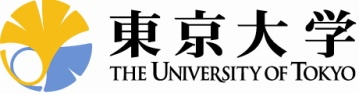 東京大学
THE UNIVERSITY OF TOKYO